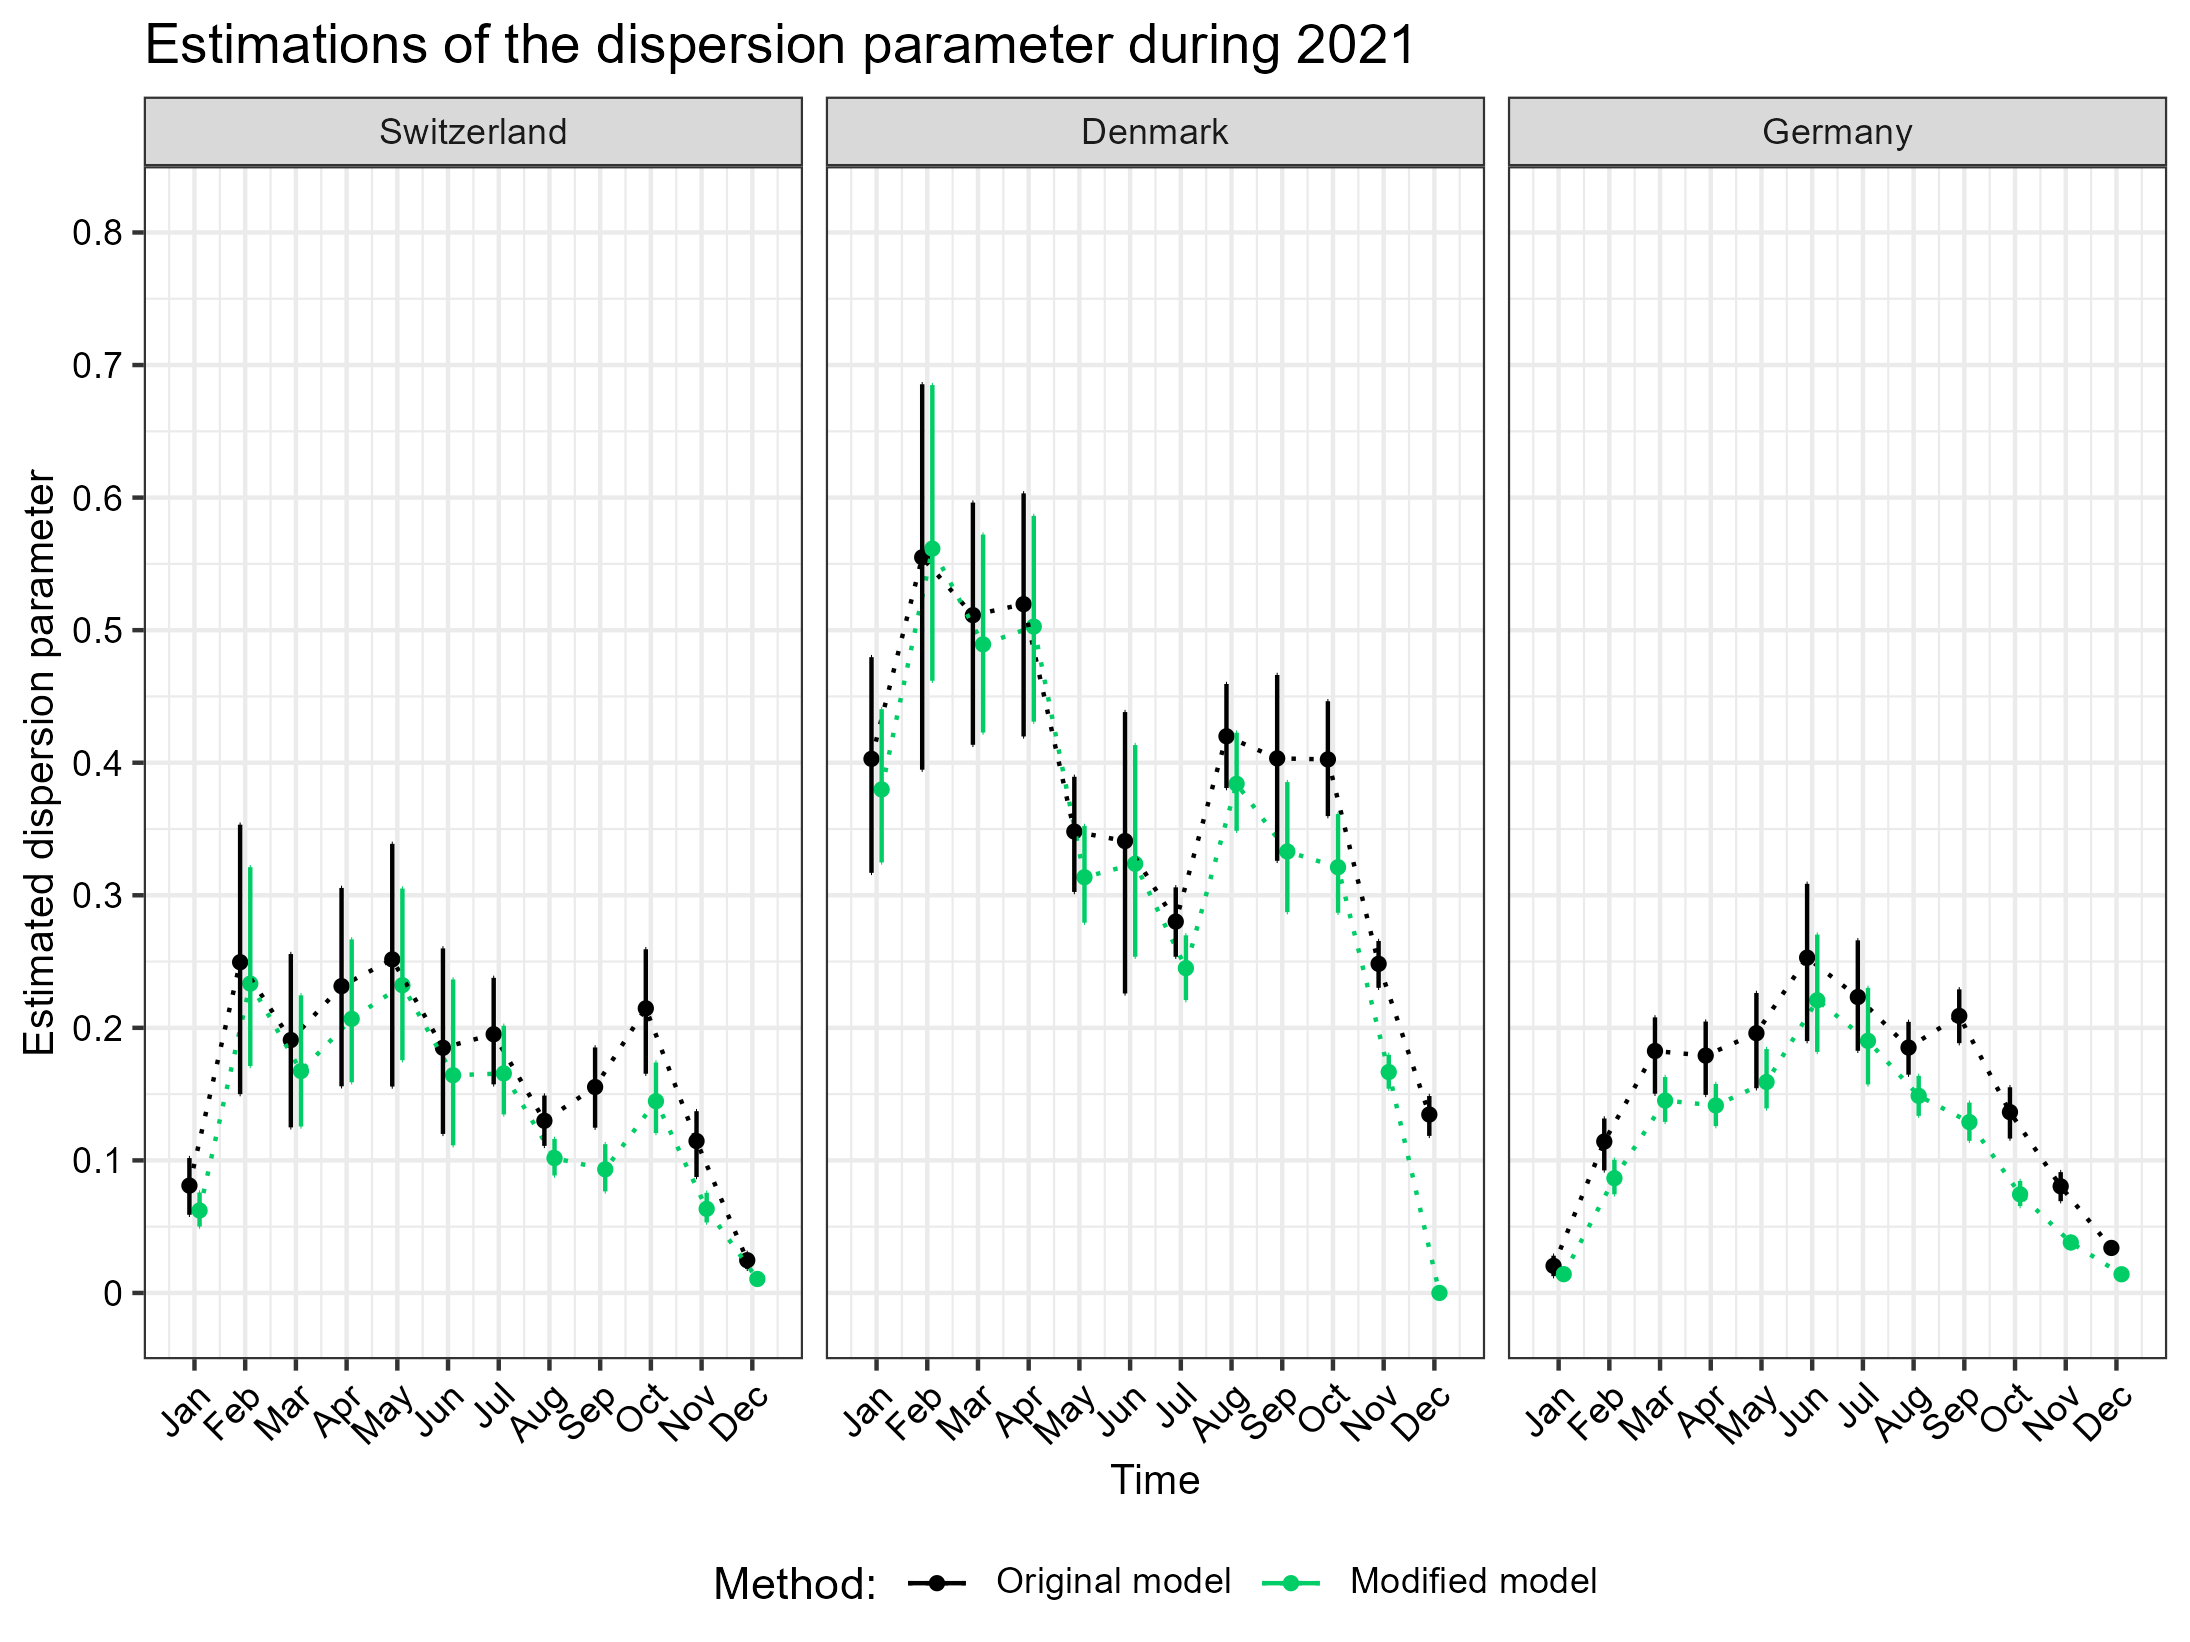 Estimations of the dispersion parameter during 2021
Switzerland
Denmark
Germany
Estimated dispersion parameter
0.8
0.7
0.6
0.5
0.4
0.3
0.2
0.1
0
Jan Feb Mar Apr May Jun Jul Aug Sep Oct Nov Dec
Jan Feb Mar Apr May Jun Jul Aug Sep Oct Nov Dec
Jan Feb Mar Apr May Jun Jul Aug Sep Oct Nov Dec
Time
Method: Original model Modified model